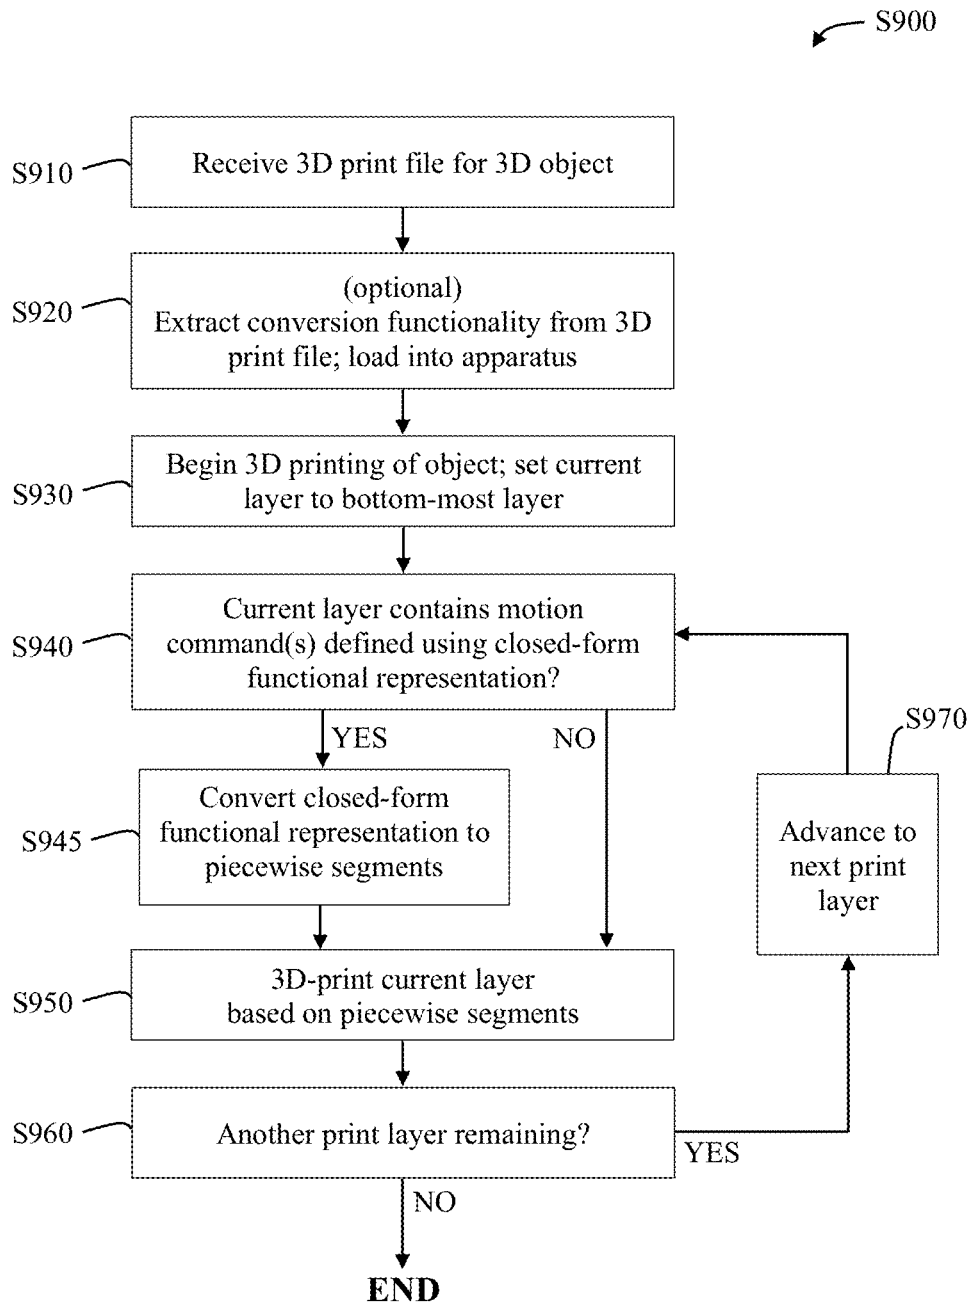 S900
S910
Receive 3D print file for 3D object
S920
(optional)
Extract conversion functionality from 3D
print file; load into apparatus
S930
Begin 3D printing of object; set current
layer to bottom-most layer
S940
Current layer contains motion
command(s) defined using closed-form
functional representation?
YES
NO
S970
S945
Convert closed-form
functional representation to
piecewise segments
Advance to
next print
layer
S950
3D-print current layer
based on piecewise segments
S960
Another print layer remaining?
YES
NO
END